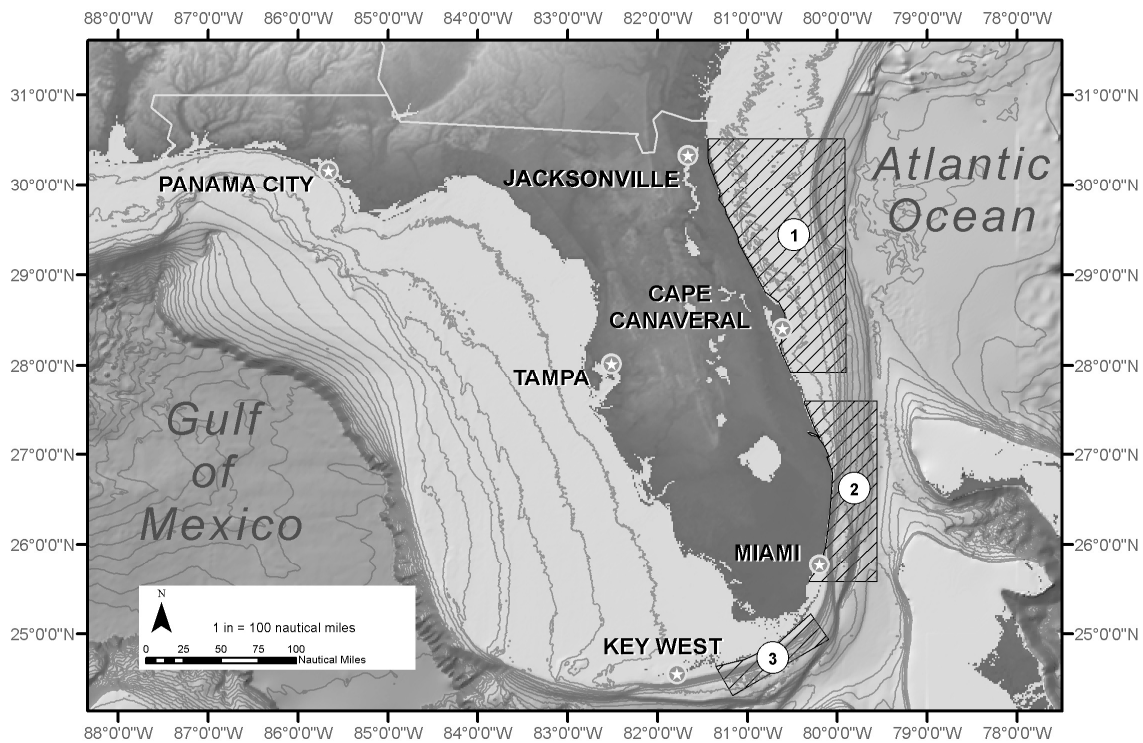 88°0'0"W 87°0'0"W 86°0'0"W 85°0'0"W 84°0'0"W 83°0'0"W 82°0'0"W 81°0'0"W 80°0'0"W 79°0'0"W 78°0'0"W
31°0'0"N 31°0'0"N
Atlantic
Ocean
JACKSONVILLE
PANAMA CITY
30°0'0"N 30°0'0"N
1
29°0'0"N 29°0'0"N
CAPE
CANAVERAL
28°0'0"N 28°0'0"N
TAMPA
Gulf
of
Mexico
27°0'0"N 27°0'0"N
2
26°0'0"N 26°0'0"N
MIAMI
N
1 in = 100 nautical miles
0 25 50 75 100
Nautical Miles
25°0'0"N 25°0'0"N
KEY WEST
3
88°0'0"W 87°0'0"W 86°0'0"W 85°0'0"W 84°0'0"W 83°0'0"W 82°0'0"W 81°0'0"W 80°0'0"W 79°0'0"W 78°0'0"W